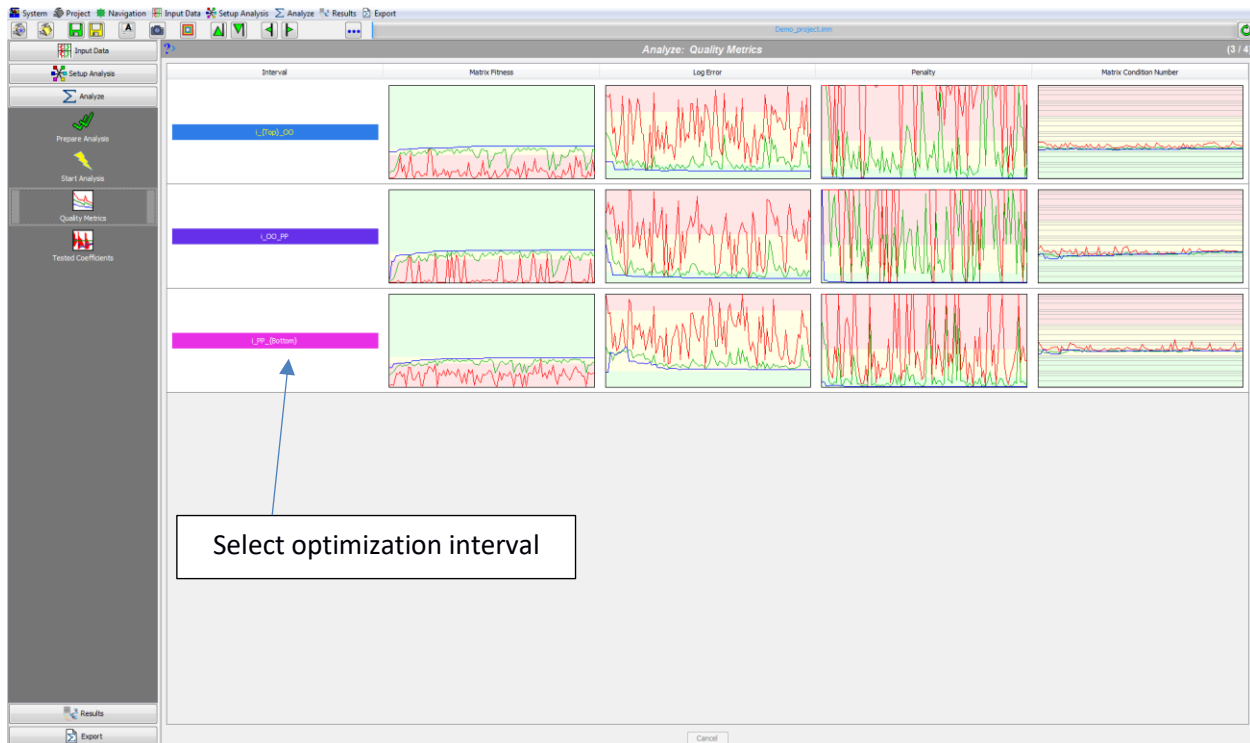 System Project Navigation Input Data Setup Analysis Analyze Results Export
A
... Demo_project.imn
Input Data
? Analyze: Quality Metrics (3 / 4
Setup Analysis
Interval Matrix Fitness Log Error Penalty Matrix Condition Number
Analyze
i_{Top}_OO
Prepare Analysis
Start Analysis
Quality Metrics
i_OO_PP
Tested Coefficients
i_PP_{Bottom}
Select optimization interval
Results
Export
Cancel